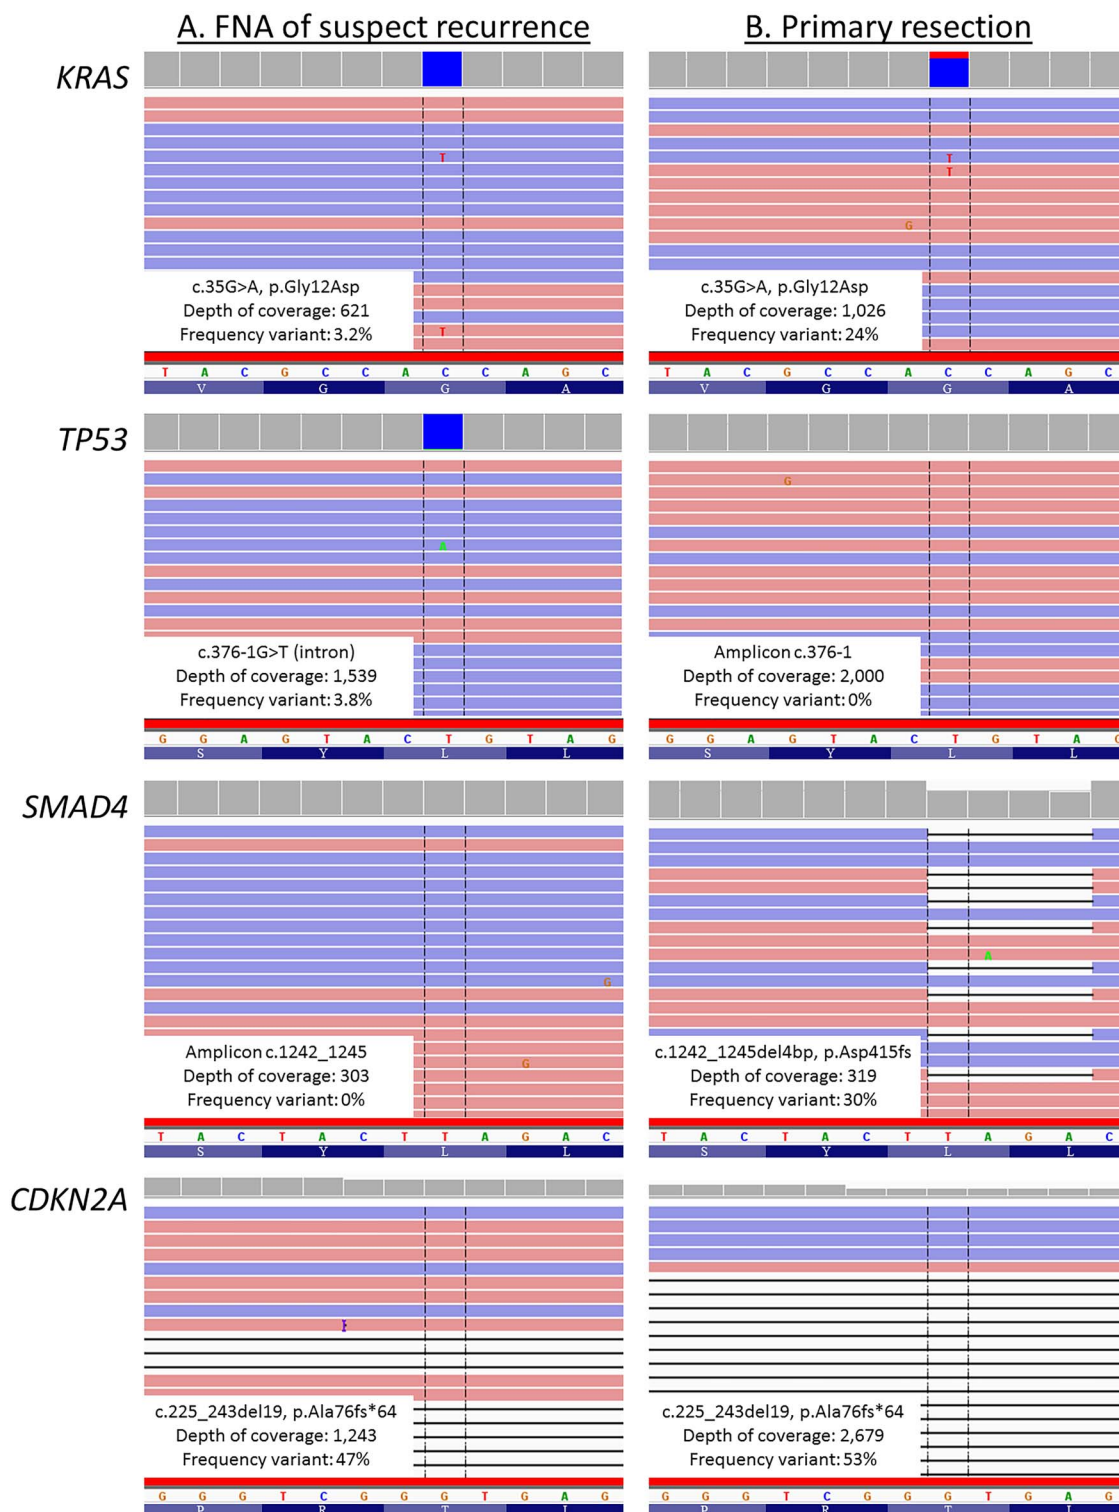 A. FNA of suspect recurrence
B. Primary resection
KRAS
T
T
c.35G>A, p.Gly12Asp
Depth of coverage: 621
Frequency variant: 3.2%
T A C G C C A C C A G C
V G G A
T
T
G
c.35G>A, p.Gly12Asp
Depth of coverage: 1,026
Frequency variant: 24%
T A C G C C A C C A G C
V G G A
TP53
A
c.376-1G>T (intron)
Depth of coverage: 1,539
Frequency variant: 3.8%
G G A G T A C T G T A G
S Y L L
G
Amplicon c.376-1
Depth of coverage: 2,000
Frequency variant: 0%
G G A G T A C T G T A G
S Y L L
SMAD4
G
G
Amplicon c.1242_1245
Depth of coverage: 303
Frequency variant: 0%
T A C T A C T T A G A C
S Y L L
A
c.1242_1245del4bp, p.Asp415fs
Depth of coverage: 319
Frequency variant: 30%
T A C T A C T T A G A C
S Y L L
CDKN2A
c.225_243del19, p.Ala76fs*64
Depth of coverage: 1,243
Frequency variant: 47%
G G G T C G G G T G A G
P R T
c.225_243del19, p.Ala76fs*64
Depth of coverage: 2,679
Frequency variant: 53%
G G G T C G G G T G A G
P R T